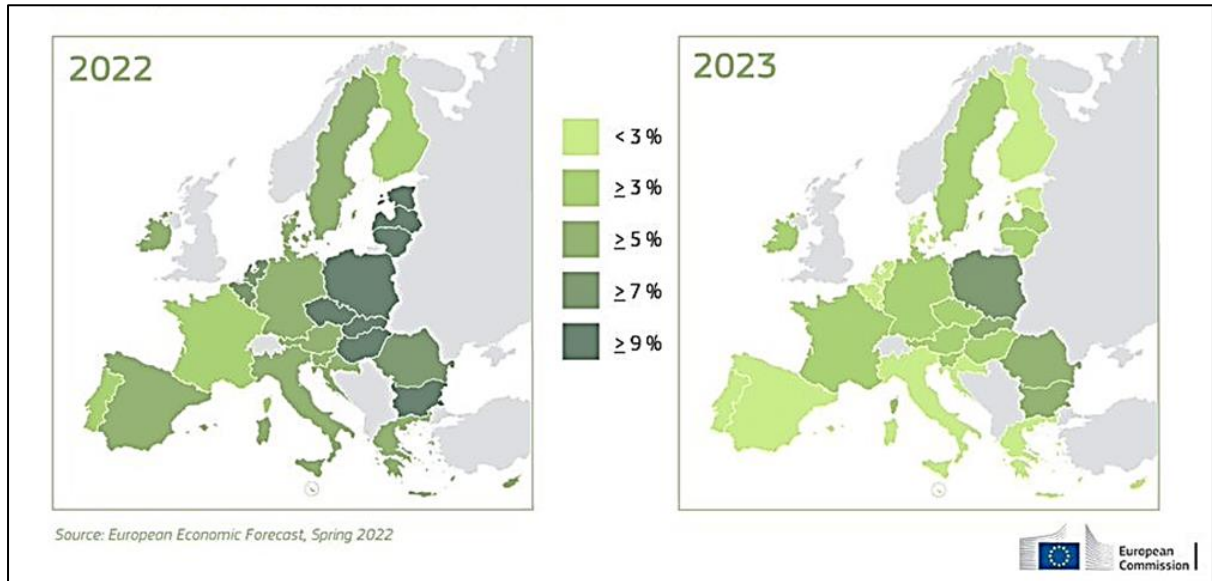 2022
2023
< 3 %
≥ 3 %
≥ 5 %
≥ 7 %
≥ 9 %
Source: European Economic Forecast, Spring 2022
European
Commission